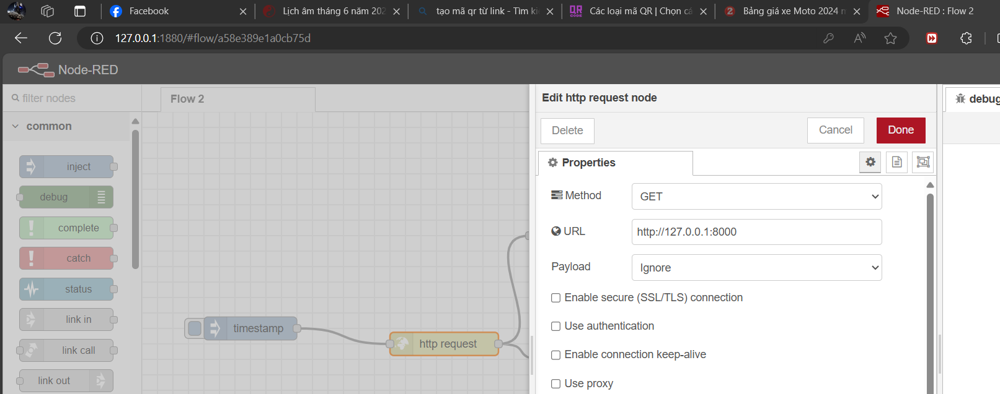 Facebook
Lịch âm tháng 6 năm 202
tạo mã qr từ link - Tìm ki
QR CODE
Các loại mã QR | Chọn cá
2
Bảng giá xe Moto 2024 m
Node-RED : Flow 2
127.0.0.1:1880/#flow/a58e389e1a0cb75d
Node-RED
filter nodes
Flow 2
Edit http request node
debug
common
Delete
Cancel
Done
inject
Properties
debug
Method
GET
complete
URL
http://127.0.0.1:8000
catch
Payload
Ignore
status
Enable secure (SSL/TLS) connection
link in
timestamp
Use authentication
http request
link call
Enable connection keep-alive
link out
Use proxy